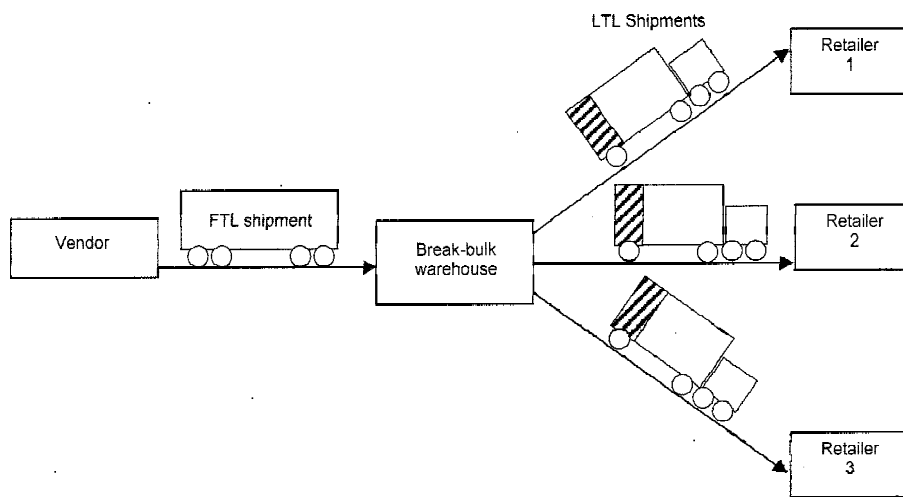 LTL Shipments
Retailer
1
FTL shipment
Vendor
Break-bulk
warehouse
Retailer
2
Retailer
3